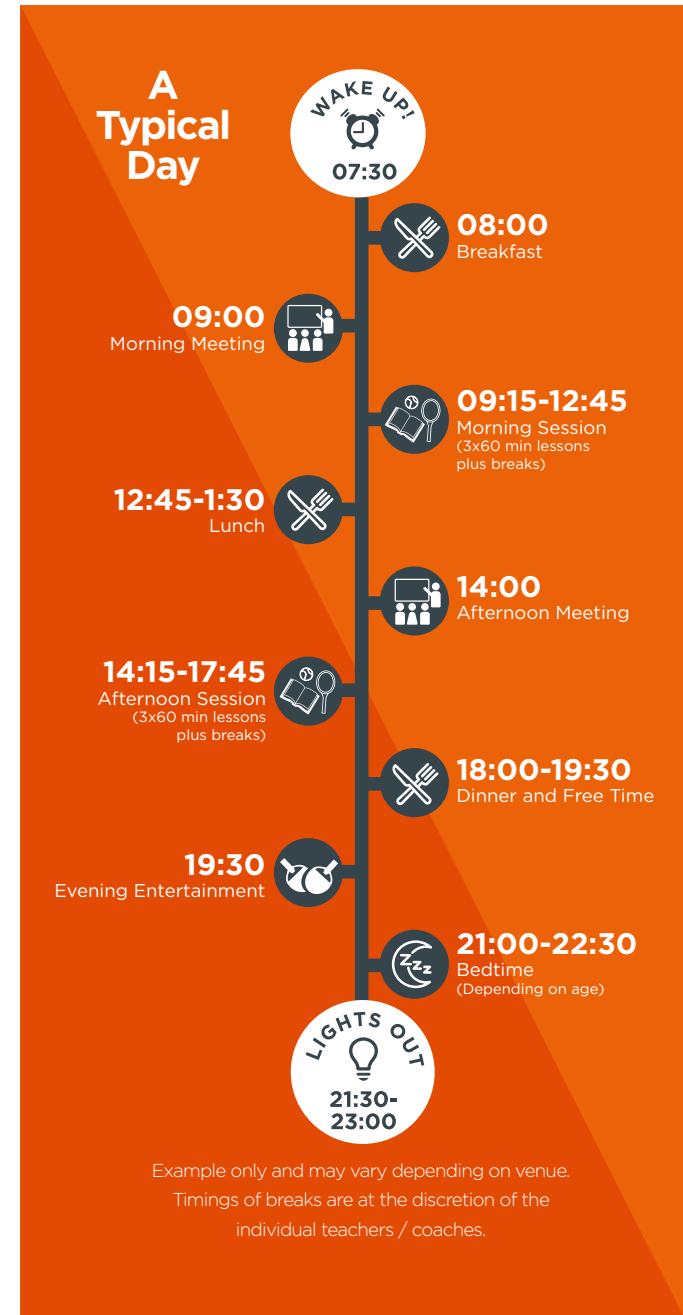 A
Typical
Day
WAKE UP!
07:30
08:00
Breakfast
09:00
Morning Meeting
09:15-12:45
Morning Session
(3x60 min lessons
plus breaks)
12:45-1:30
Lunch
14:00
Afternoon Meeting
14:15-17:45
Afternoon Session
(3x60 min lessons
plus breaks)
18:00-19:30
Dinner and Free Time
19:30
Evening Entertainment
21:00-22:30
Bedtime
(Depending on age)
zzz
LIGHTS OUT
21:30-
23:00
Example only and may vary depending on venue.
Timings of breaks are at the discretion of the
individual teachers / coaches.